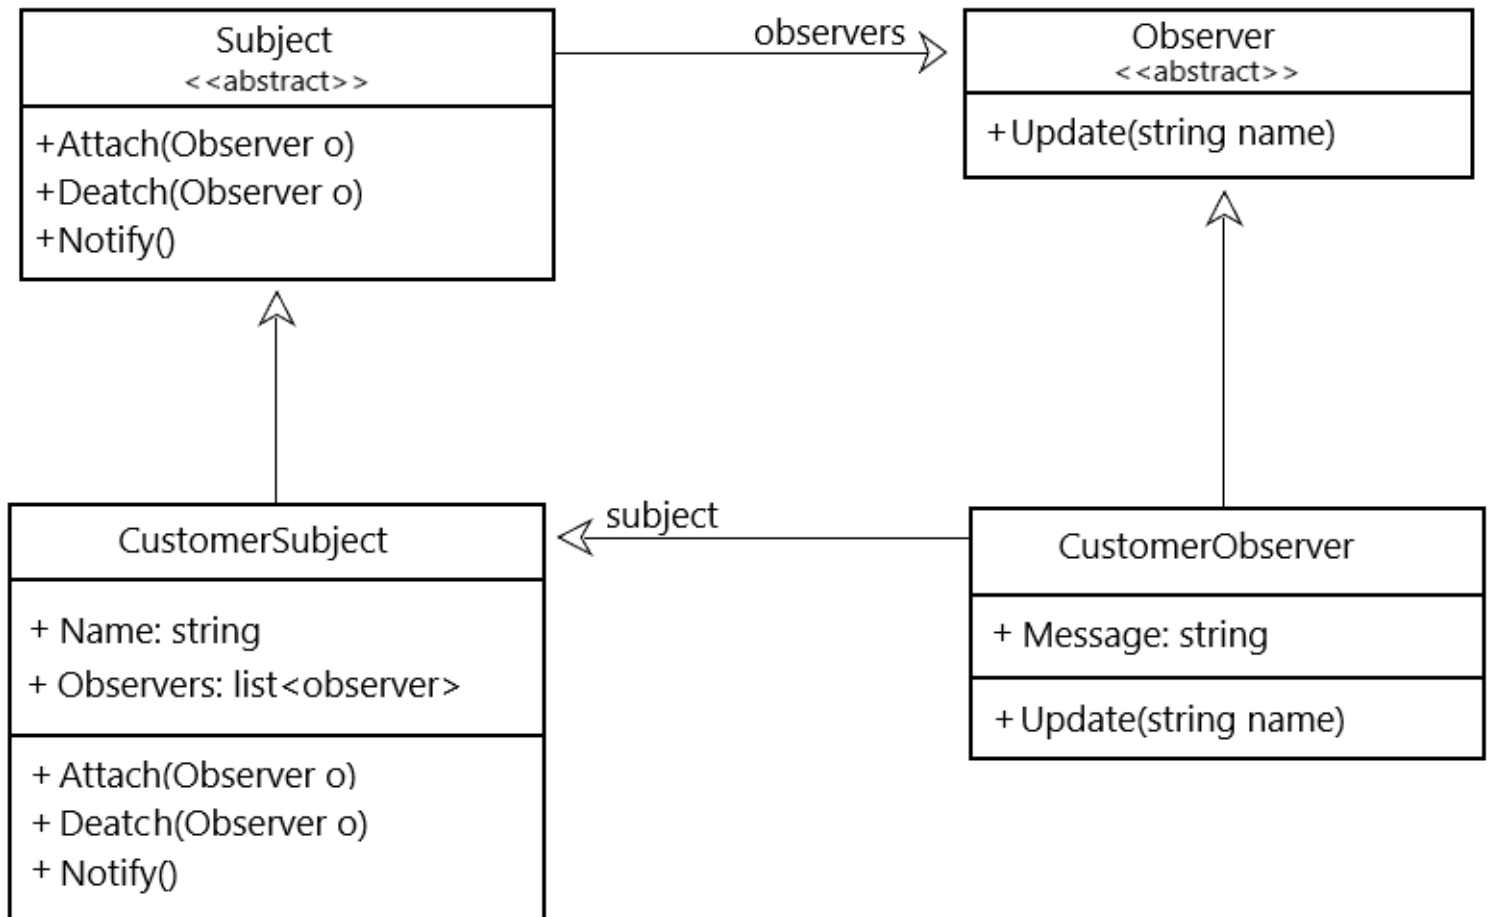 Subject
<<abstract>>
+Attach(Observer o)
+Deatch(Observer o)
+Notify()
observers
Observer
<<abstract>>
+Update(string name)
CustomerSubject
+ Name: string
+ Observers: list<observer>
+ Attach(Observer o)
+ Deatch(Observer o)
+ Notify()
subject
CustomerObserver
+ Message: string
+Update(string name)